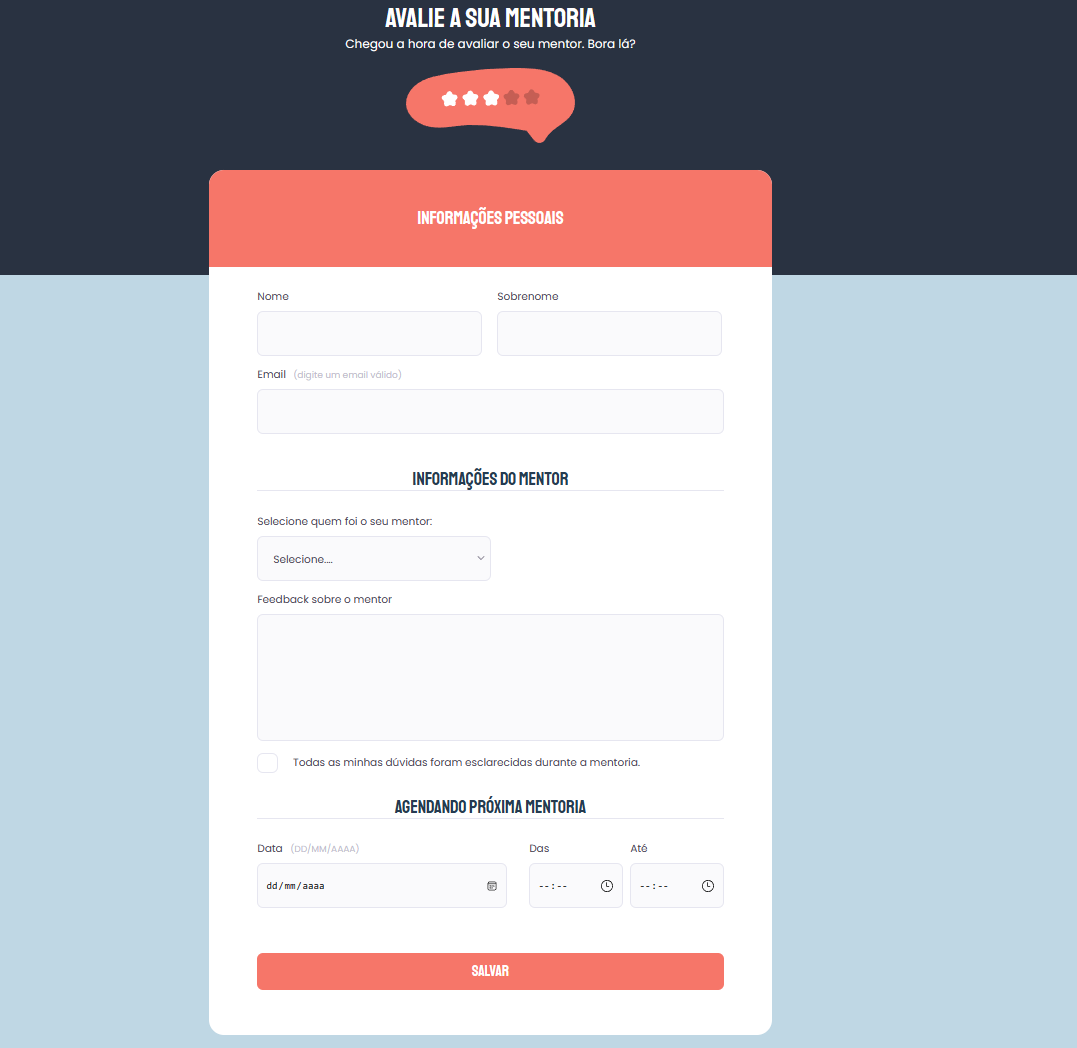 AVALIE A SUA MENTORIA
Chegou a hora de avaliar o seu mentor. Bora lá?
INFORMAÇÕES PESSOAIS
Nome Sobrenome
Email (digite um email válido)
INFORMAÇÕES DO MENTOR
Selecione quem foi o seu mentor:
Selecione....
Feedback sobre o mentor
Todas as minhas dúvidas foram esclarecidas durante a mentoria.
AGENDANDO PRÓXIMA MENTORIA
Data (DD/MM/AAAA) Das Até
dd/mm/aaaa --:-- --:--
SALVAR